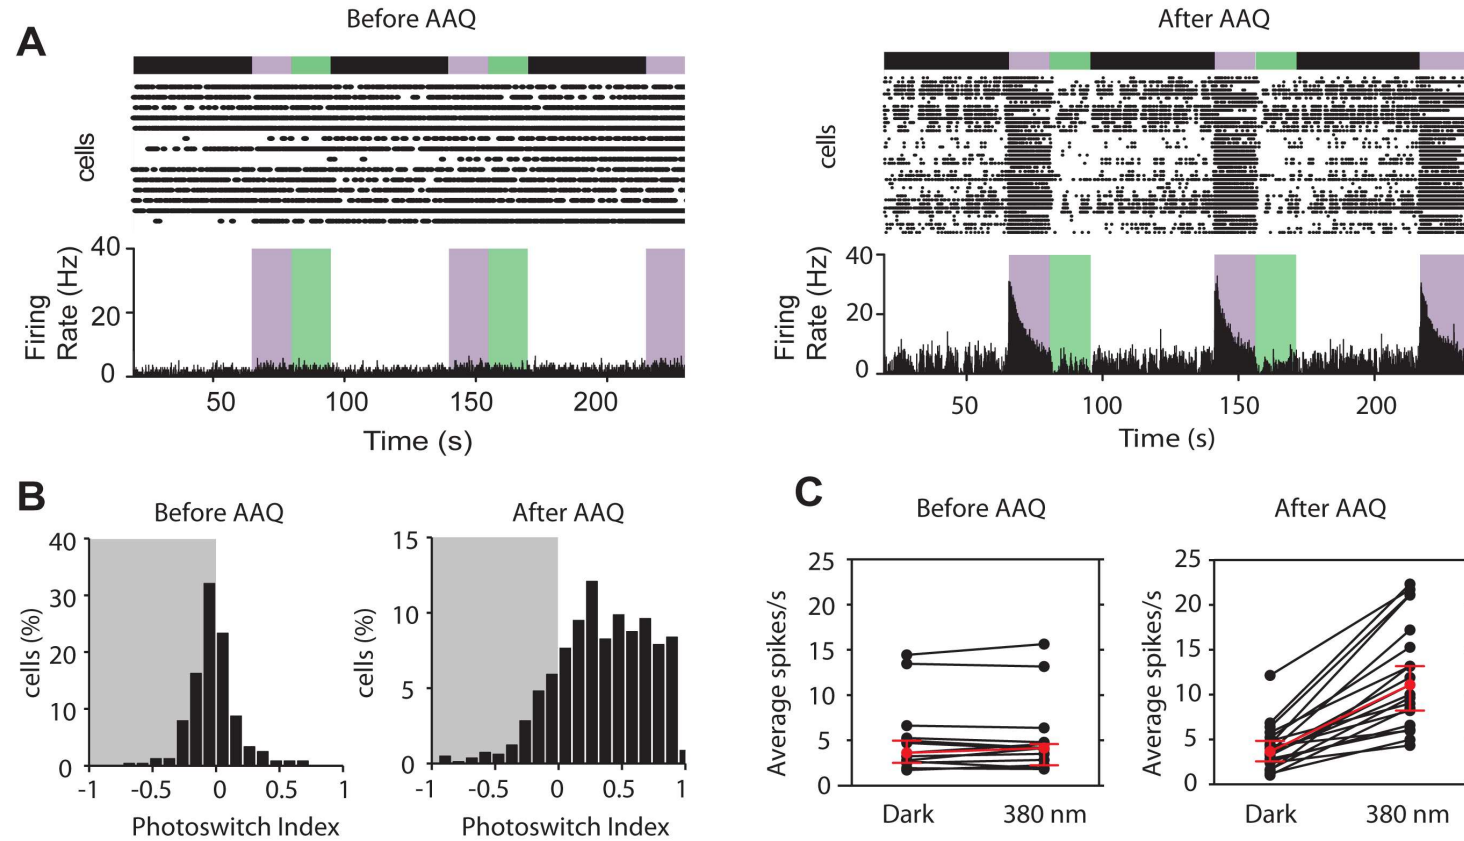 A
Before AAQ
cells
Firing
Rate (Hz)
40
20
0
50 100 150 200
Time (s)
After AAQ
cells
Firing
Rate (Hz)
40
20
0
50 100 150 200
Time (s)
B
Before AAQ
cells (%)
40
30
20
10
0
-1 -0.5 0 0.5 1
Photoswitch Index
After AAQ
cells (%)
15
10
5
0
-1 -0.5 0 0.5 1
Photoswitch Index
C
Before AAQ
Average spikes/s
25
20
15
10
5
0
Dark 380 nm
After AAQ
Average spikes/s
25
20
15
10
5
0
Dark 380 nm